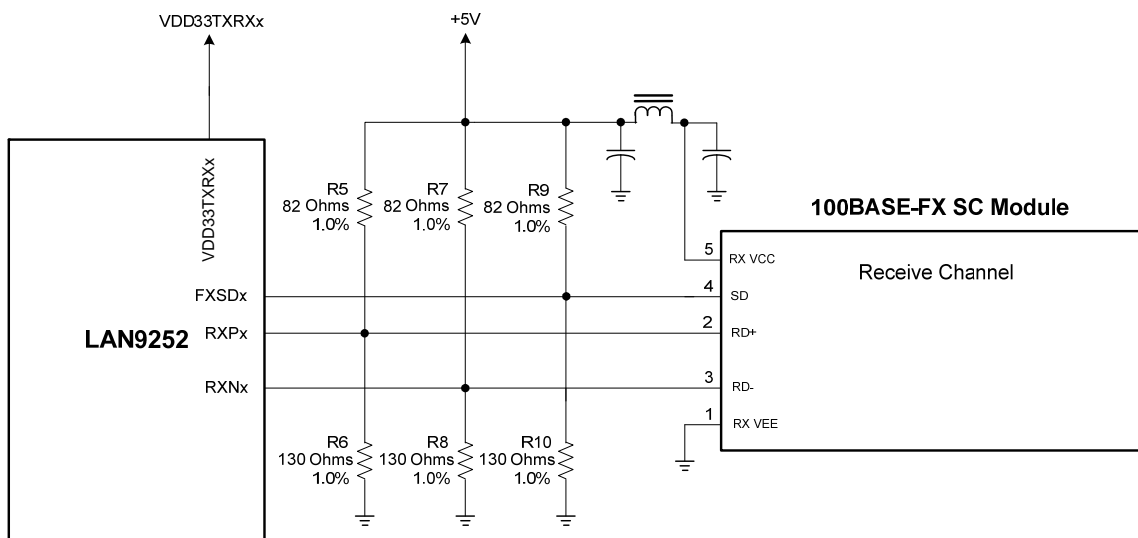 VDD33TXRXx
+5V
VDD33TXRXx
R5
82 Ohms
1.0%
R7
82 Ohms
1.0%
R9
82 Ohms
1.0%
100BASE-FX SC Module
5
RX VCC
Receive Channel
FXSDx
4
SD
LAN9252
RXPx
2
RD+
RXNx
3
RD-
1
RX VEE
R6
130 Ohms
1.0%
R8
130 Ohms
1.0%
R10
130 Ohms
1.0%